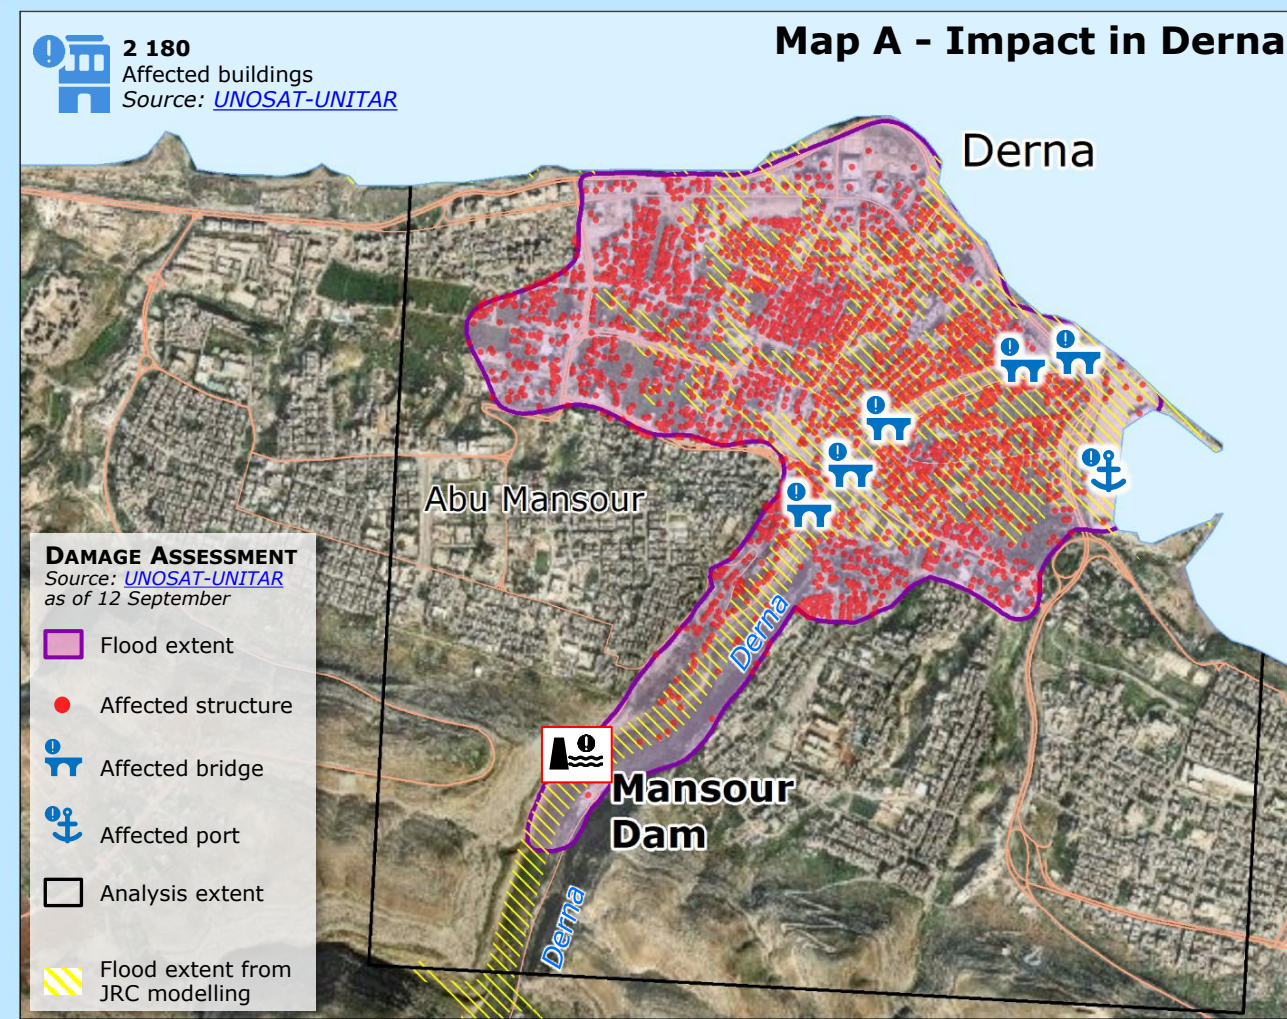 Map A - Impact in Derna
2 180
Affected buildings
Source: UNOSAT-UNITAR
Derna
Abu Mansour
Derna
Mansour
Dam
Derna
DAMAGE ASSESSMENT
Source: UNOSAT-UNITAR
as of 12 September
Flood extent
Affected structure
Affected bridge
Affected port
Analysis extent
Flood extent from
JRC modelling